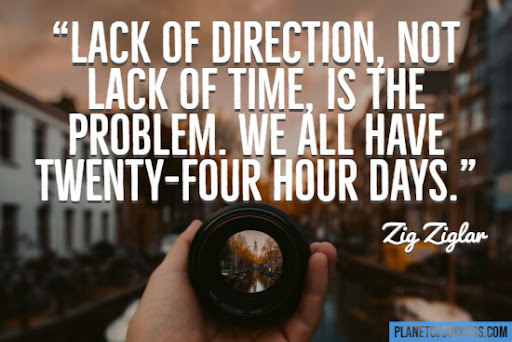 “LACK OF DIRECTION, NOT
LACK OF TIME, IS THE
PROBLEM. WE ALL HAVE
TWENTY-FOUR HOUR DAYS.”
Zig Ziglar
PLANETOFSUCCESS.COM